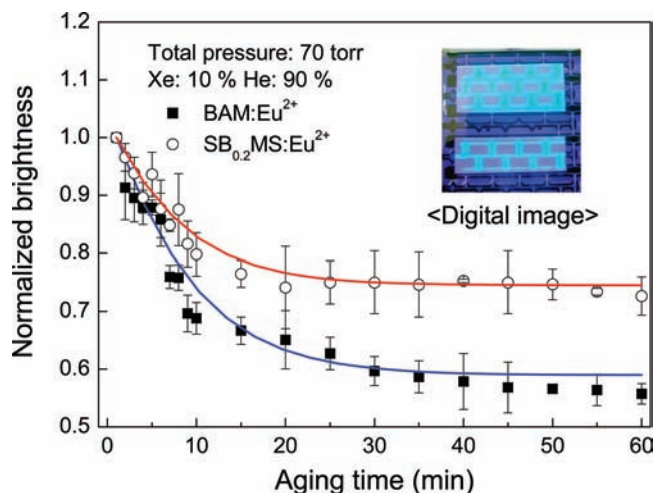 Normalized brightness
1.2
1.1
1.0
0.9
0.8
0.7
0.6
0.5
Total pressure: 70 torr
Xe: 10 % He: 90 %
BAM:Eu²⁺
SB₀.₂MS:Eu²⁺
<Digital image>
0 10 20 30 40 50 60
Aging time (min)